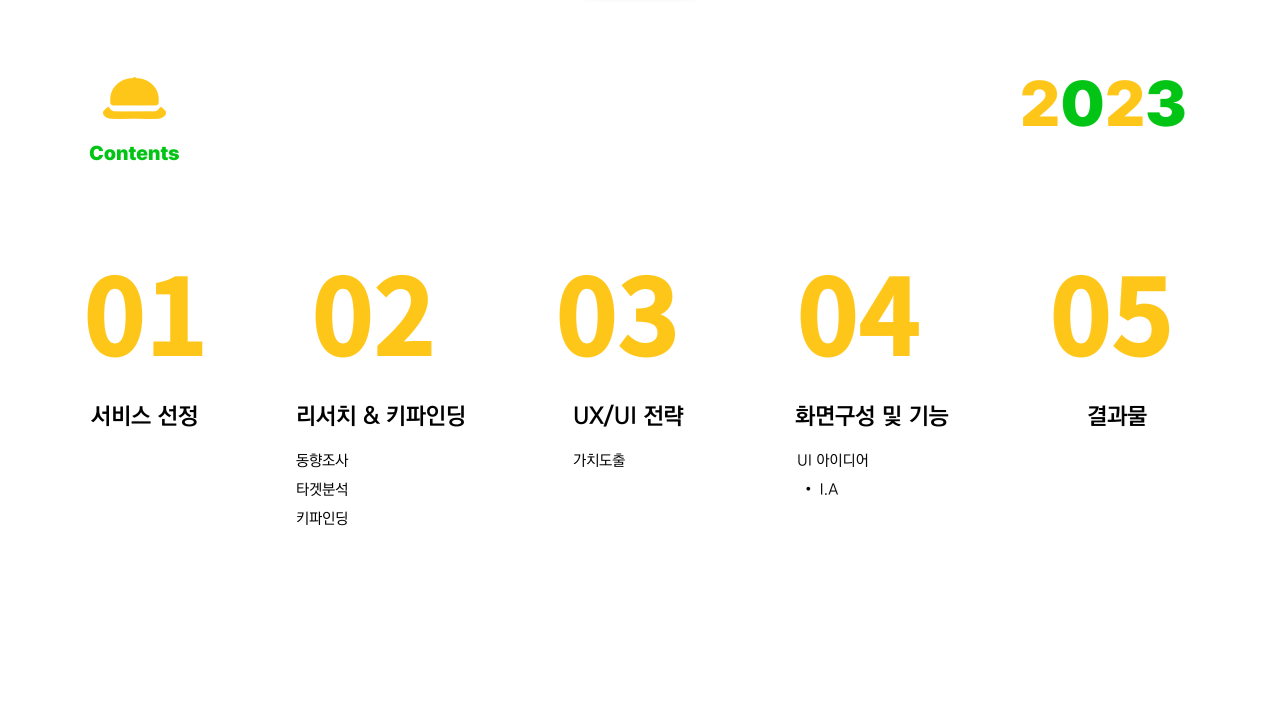 2023
Contents
01
서비스 선정
02
리서치 & 키파인딩
동향조사
타겟분석
키파인딩
03
UX/UI 전략
가치도출
04
화면구성 및 기능
UI 아이디어
• I.A
05
결과물